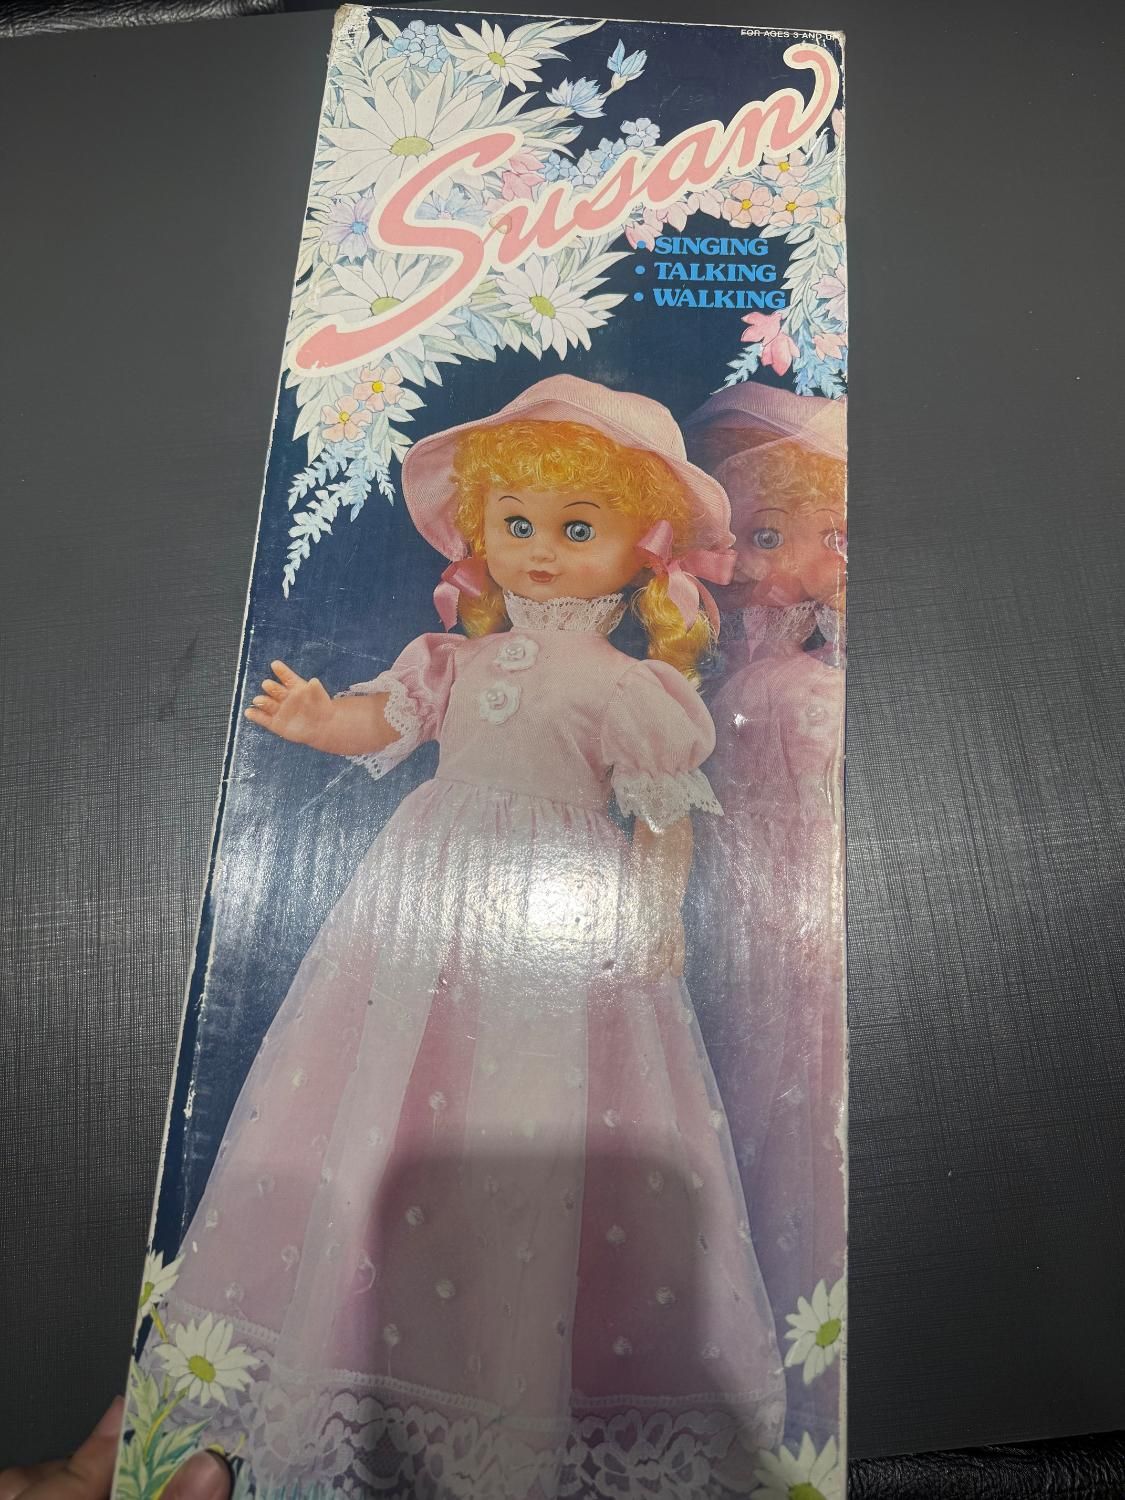 FOR AGES 3 AND UP
Susan
• SINGING
• TALKING
• WALKING